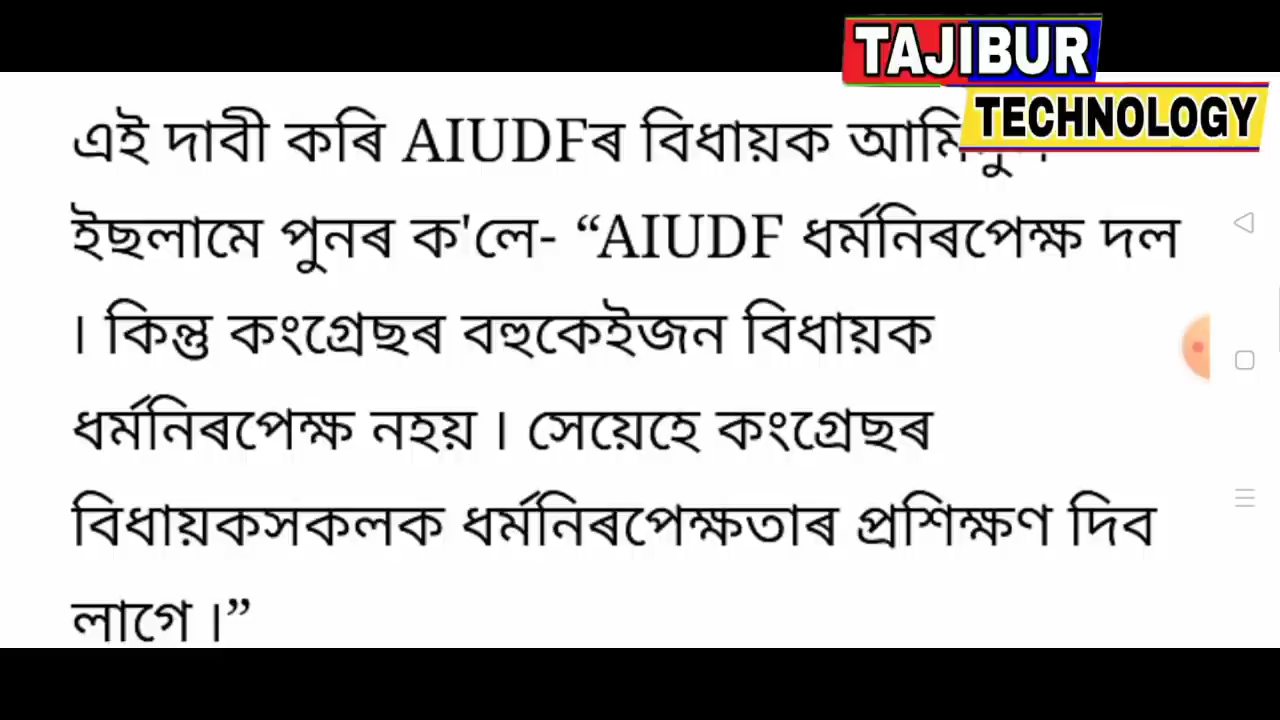 TAJIBUR
TECHNOLOGY
এই দাবী কৰি AIUDFৰ বিধায়ক
ইছলামে পুনৰ ক'লে- “AIUDF ধৰ্মনিৰপেক্ষ দল
। কিন্তু কংগ্ৰেছৰ বহুকেইজন বিধায়ক
ধৰ্মনিৰপেক্ষ নহয় । সেয়েহে কংগ্ৰেছৰ
বিধায়কসকলক ধৰ্মনিৰপেক্ষতাৰ প্ৰশিক্ষণ দিব
লাগে ।”